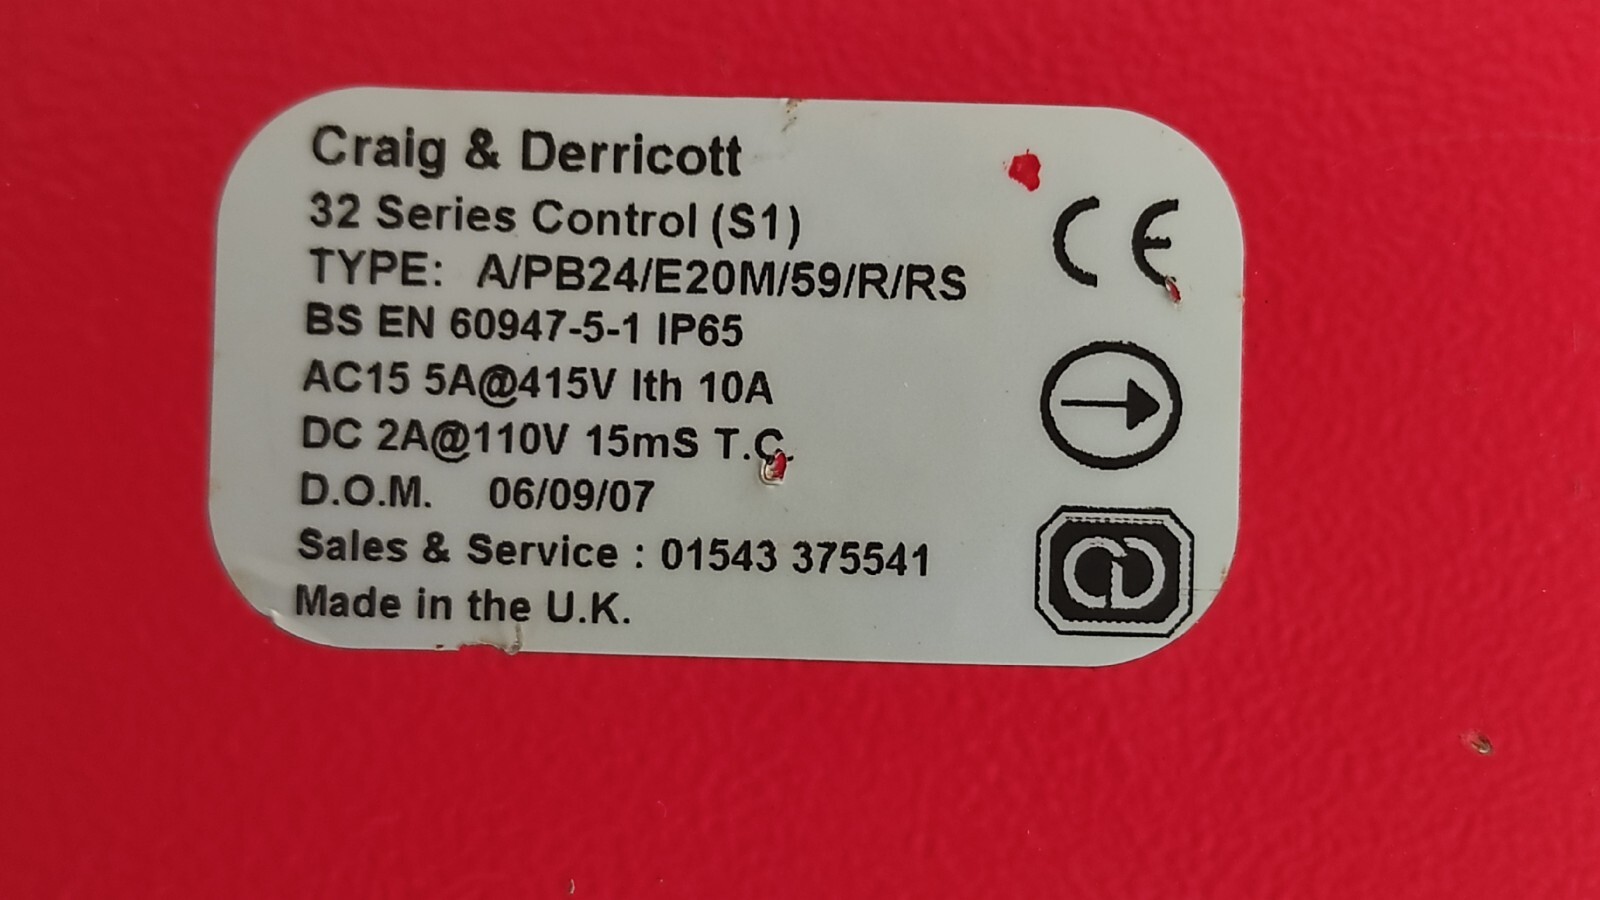 Craig & Derricott
32 Series Control (S1)
TYPE: A/PB24/E20M/59/R/RS
BS EN 60947-5-1 IP65
AC15 5A@415V Ith 10A
DC 2A@110V 15mS T.C.
D.O.M. 06/09/07
Sales & Service : 01543 375541
Made in the U.K.
CE
CD